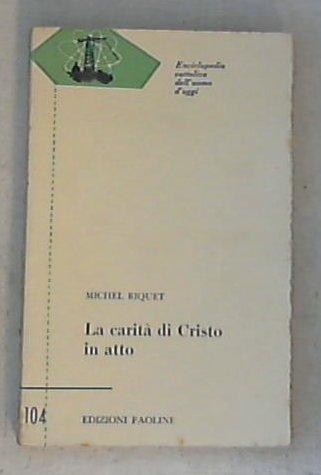 Enciclopedia
cattolica
dell'uomo
d'oggi
MICHEL RIQUET
La carità di Cristo
in atto
104
EDIZIONI PAOLINE